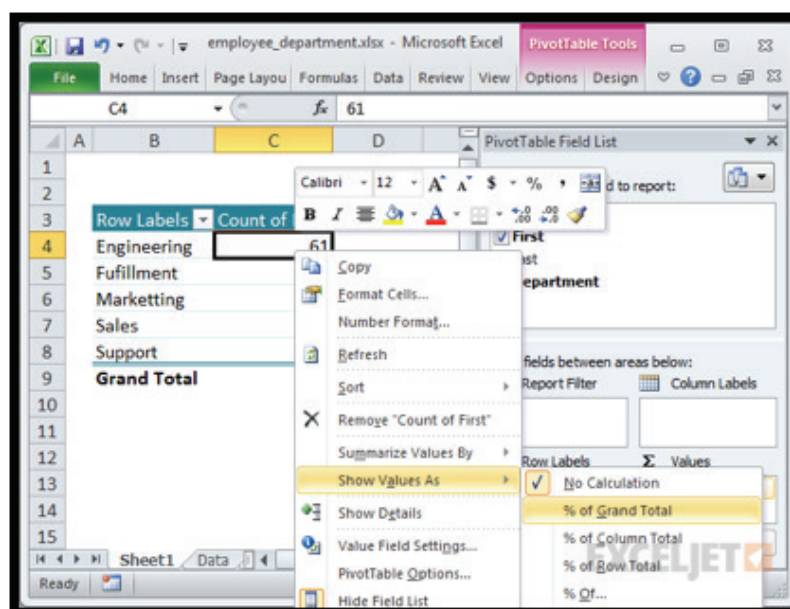 employee_department.xlsx - Microsoft Excel
PivotTable Tools
File Home Insert Page Layou Formulas Data Review View Options Design
C4 fx 61
A B C D
PivotTable Field List
Calibri 12 A A $ % ,
d to report:
B I A
1
2
3 Row Labels Count of
First
4 Engineering 61
ast
5 Fufillment
epartment
6 Marketting
7 Sales
8 Support
9 Grand Total
10
11
12
13
14
15
Copy
Format Cells...
Number Format...
Refresh
Sort
Remove "Count of First"
Summarize Values By
Show Values As
Show Details
Value Field Settings...
PivotTable Options...
Hide Field List
fields between areas below:
Report Filter Column Labels
Row Labels Σ Values
No Calculation
% of Grand Total
% of Column Total
% of Row Total
% Of...
EXCELJET
Sheet1 Data
Ready